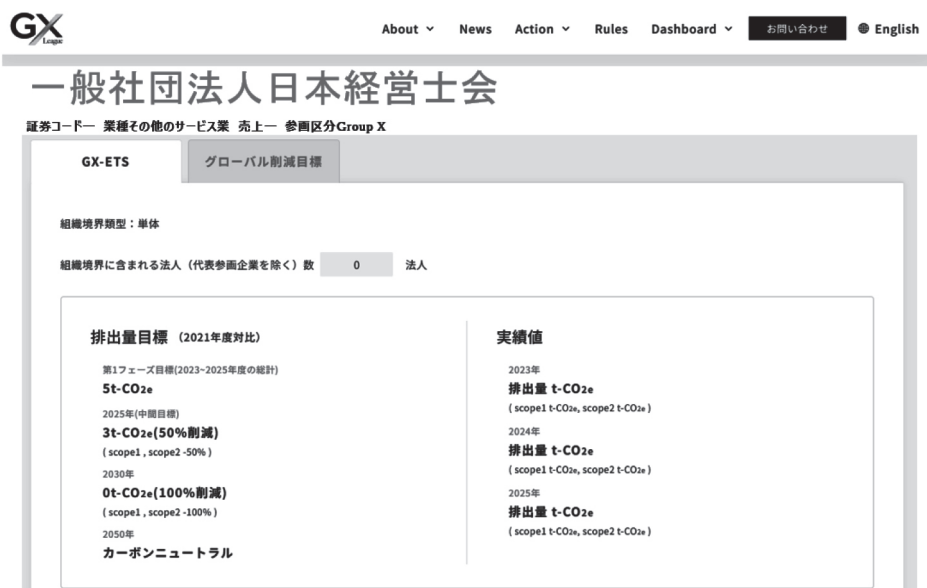 GX League
About News Action Rules Dashboard お問い合わせ English
一般社団法人日本経営士会
証券コード一 業種その他のサービス業 売上一 参画区分Group X
GX-ETS
グローバル削減目標
組織境界類型：単体
組織境界に含まれる法人（代表参画企業を除く）数 0 法人
排出量目標（2021年度対比）
第1フェーズ目標(2023~2025年度の総計)
5t-CO2e
2025年(中間目標)
3t-CO2e(50%削減)
( scope1 , scope2 -50% )
2030年
0t-CO2e(100%削減)
( scope1 , scope2 -100% )
2050年
カーボンニュートラル
実績値
2023年
排出量 t-CO2e
( scope1 t-CO2e, scope2 t-CO2e )
2024年
排出量 t-CO2e
( scope1 t-CO2e, scope2 t-CO2e )
2025年
排出量 t-CO2e
( scope1 t-CO2e, scope2 t-CO2e )